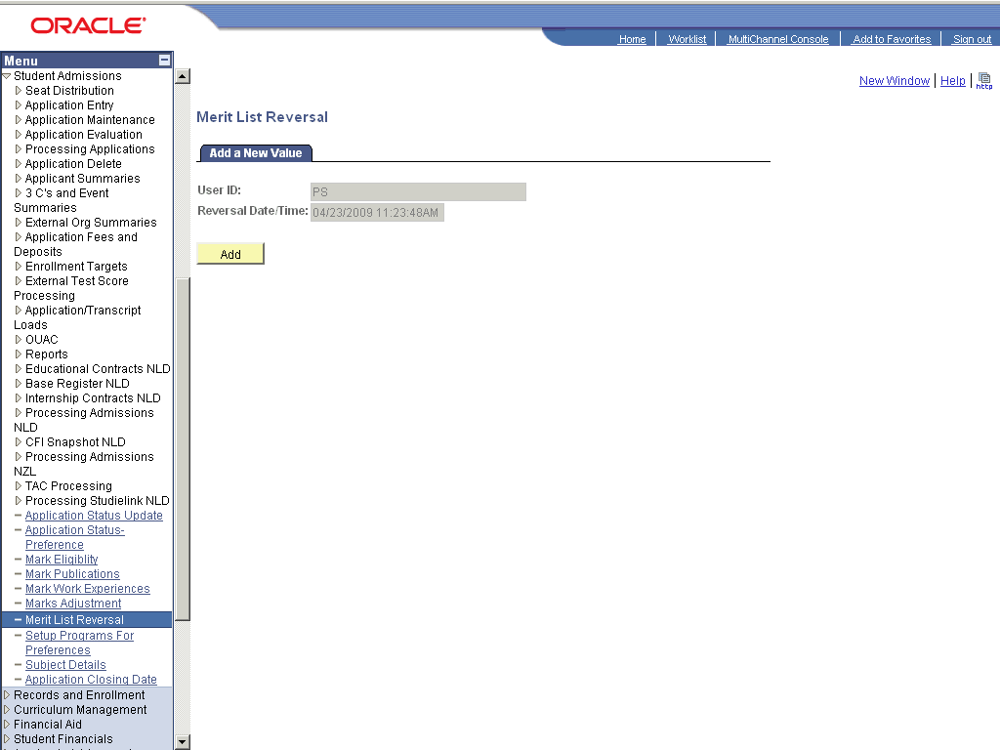 ORACLE®
Home Worklist MultiChannel Console Add to Favorites Sign out
Menu
Student Admissions
Seat Distribution
Application Entry
Application Maintenance
Application Evaluation
Processing Applications
Application Delete
Applicant Summaries
3 C's and Event
Summaries
External Org Summaries
Application Fees and
Deposits
Enrollment Targets
External Test Score
Processing
Application/Transcript
Loads
OUAC
Reports
Educational Contracts NLD
Base Register NLD
Internship Contracts NLD
Processing Admissions
NLD
CFI Snapshot NLD
Processing Admissions
NZL
TAC Processing
Processing Studielink NLD
Application Status Update
Application Status-
Preference
Mark Eligiblity
Mark Publications
Mark Work Experiences
Marks Adjustment
Merit List Reversal
Setup Programs For
Preferences
Subject Details
Application Closing Date
Records and Enrollment
Curriculum Management
Financial Aid
Student Financials
New Window Help http
Merit List Reversal
Add a New Value
User ID: PS
Reversal Date/Time: 04/23/2009 11:23:48AM
Add